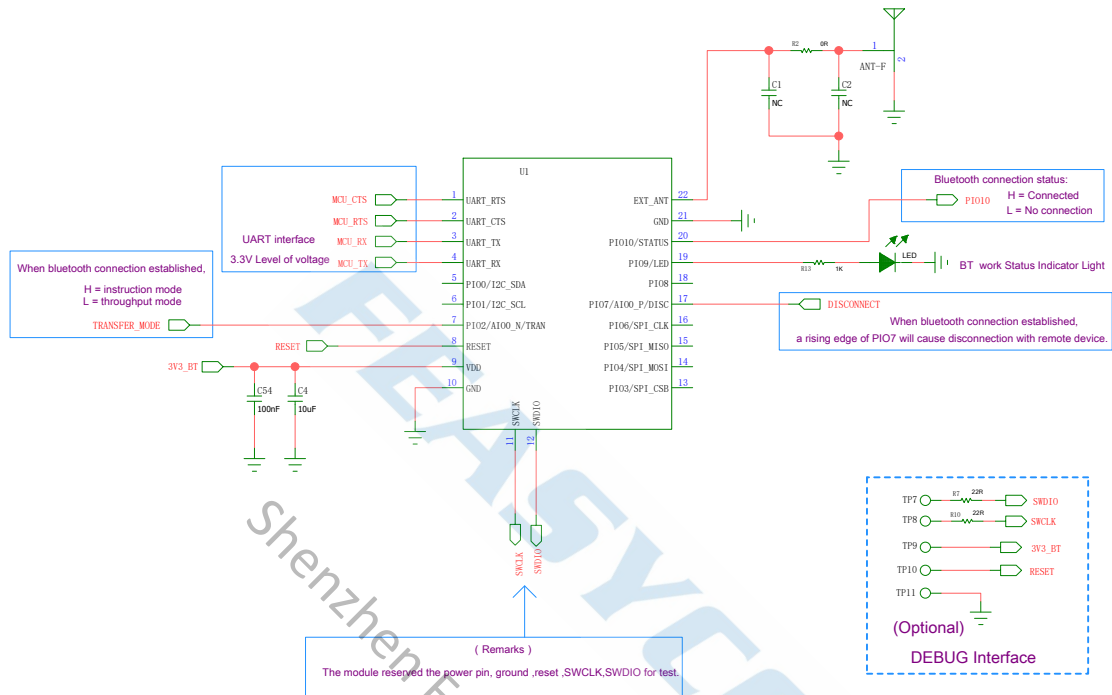 R2 0R
1
2
ANT-F
C1
NC
C2
NC
U1
MCU_CTS
MCU_RTS
MCU_RX
MCU_TX
UART interface
3.3V Level of voltage
1 UART_RTS
2 UART_CTS
3 UART_TX
4 UART_RX
5 PIO0/I2C_SDA
6 PIO1/I2C_SCL
7 PIO2/AIO0_N/TRAN
8 RESET
9 VDD
10 GND
EXT_ANT 22
GND 21
PIO10/STATUS 20
PIO9/LED 19
PIO8 18
PIO7/AIO0_P/DISC 17
PIO6/SPI_CLK 16
PIO5/SPI_MISO 15
PIO4/SPI_MOSI 14
PIO3/SPI_CSB 13
SWCLK
SWDIO
11
12
Bluetooth connection status:
H = Connected
PIO10
L = No connection
R13 1K
LED
BT work Status Indicator Light
DISCONNECT
When bluetooth connection established,
a rising edge of PIO7 will cause disconnection with remote device.
When bluetooth connection established,
H = instruction mode
L = throughput mode
TRANSFER_MODE
RESET
3V3_BT
C54
100nF
C4
10uF
SWCLK
SWDIO
( Remarks )
The module reserved the power pin, ground ,reset ,SWCLK,SWDIO for test.
TP7 R7 22R SWDIO
TP8 R10 22R SWCLK
TP9 3V3_BT
TP10 RESET
TP11
(Optional)
DEBUG Interface
FEASYCO
Shenzhen F